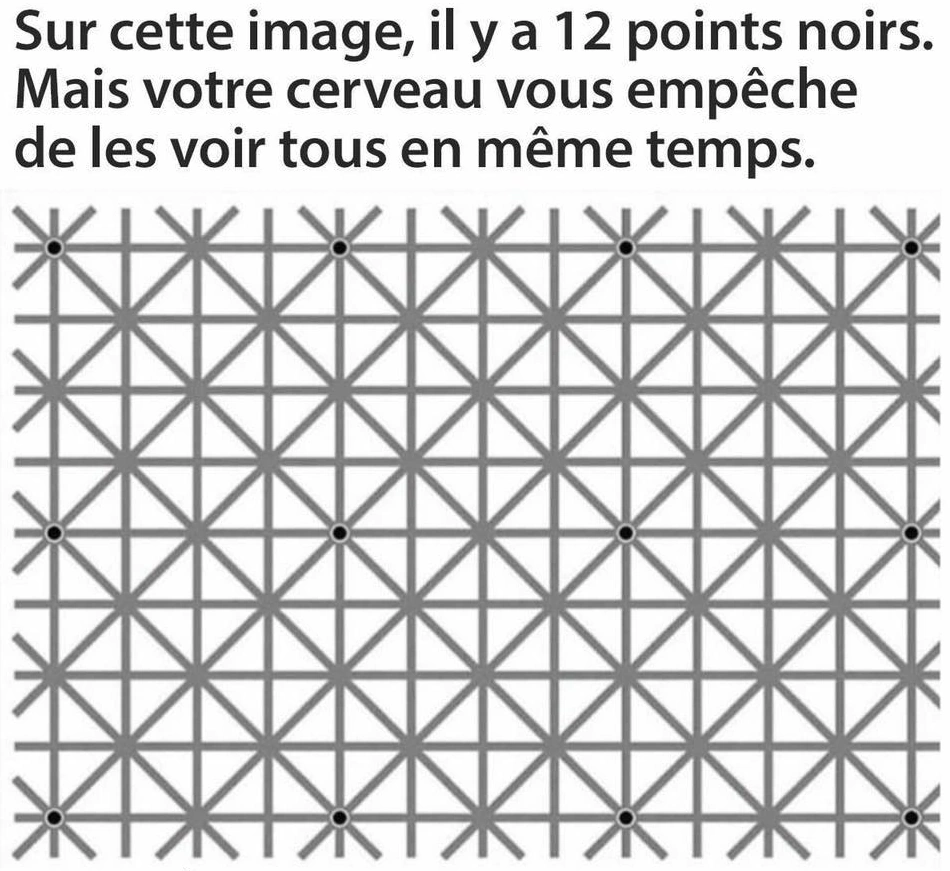 Sur cette image, il y a 12 points noirs.
Mais votre cerveau vous empêche
de les voir tous en même temps.